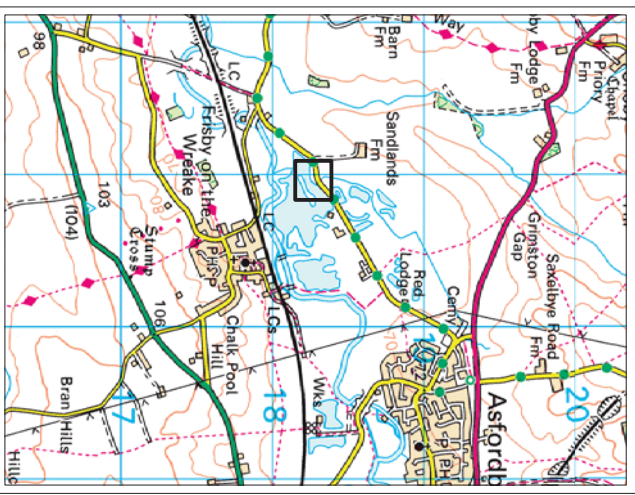 98
LC
Barn
Fm
Way
by Lodge
Fm
Priory
Fm
Chapel
Sandlands
Fm
Frisby on the
Wreake
LC
PH
P
LCs
103
(104)
Stump
Cross
106
Chalk Pool
Hill
Red
Lodge
Cemy
Grimston
Gap
Saxelbye Road
Fm
Wks
Bran Hills
17
18
20
70
Asfordb
P
PH
Hillc